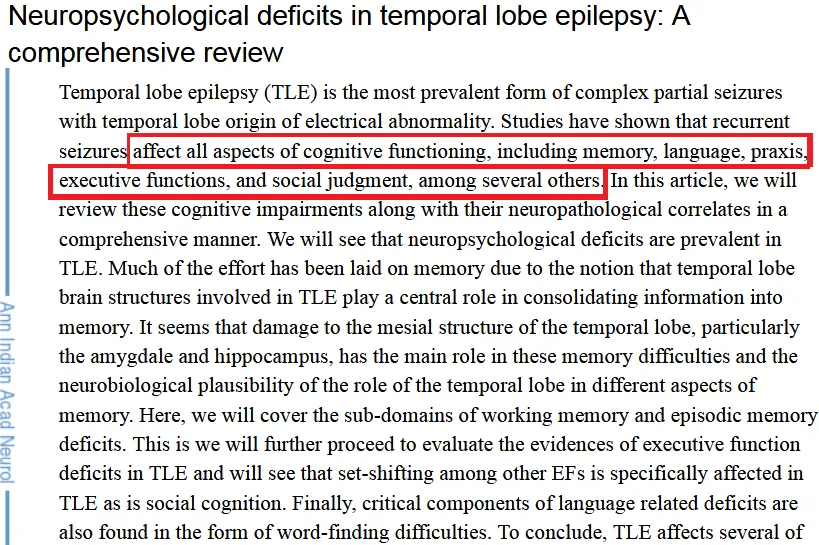 Neuropsychological deficits in temporal lobe epilepsy: A
comprehensive review
Temporal lobe epilepsy (TLE) is the most prevalent form of complex partial seizures
with temporal lobe origin of electrical abnormality. Studies have shown that recurrent
seizures affect all aspects of cognitive functioning, including memory, language, praxis,
executive functions, and social judgment, among several others. In this article, we will
review these cognitive impairments along with their neuropathological correlates in a
comprehensive manner. We will see that neuropsychological deficits are prevalent in
TLE. Much of the effort has been laid on memory due to the notion that temporal lobe
brain structures involved in TLE play a central role in consolidating information into
memory. It seems that damage to the mesial structure of the temporal lobe, particularly
the amygdale and hippocampus, has the main role in these memory difficulties and the
neurobiological plausibility of the role of the temporal lobe in different aspects of
memory. Here, we will cover the sub-domains of working memory and episodic memory
deficits. This is we will further proceed to evaluate the evidences of executive function
deficits in TLE and will see that set-shifting among other EFs is specifically affected in
TLE as is social cognition. Finally, critical components of language related deficits are
also found in the form of word-finding difficulties. To conclude, TLE affects several of
Ann Indian Acad Neurol